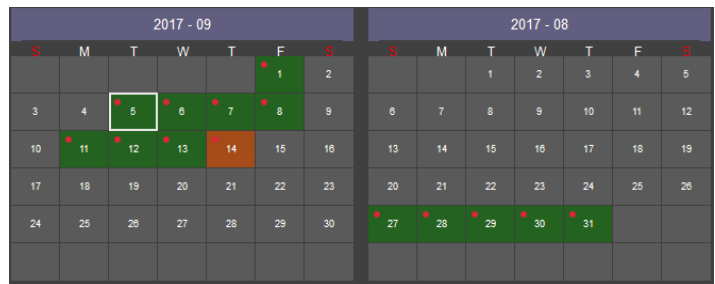 2017 - 09
S M T W T F S
1 2
3 4 5 6 7 8 9
10 11 12 13 14 15 16
17 18 19 20 21 22 23
24 25 26 27 28 29 30
2017 - 08
S M T W T F S
1 2 3 4 5
6 7 8 9 10 11 12
13 14 15 16 17 18 19
20 21 22 23 24 25 26
27 28 29 30 31